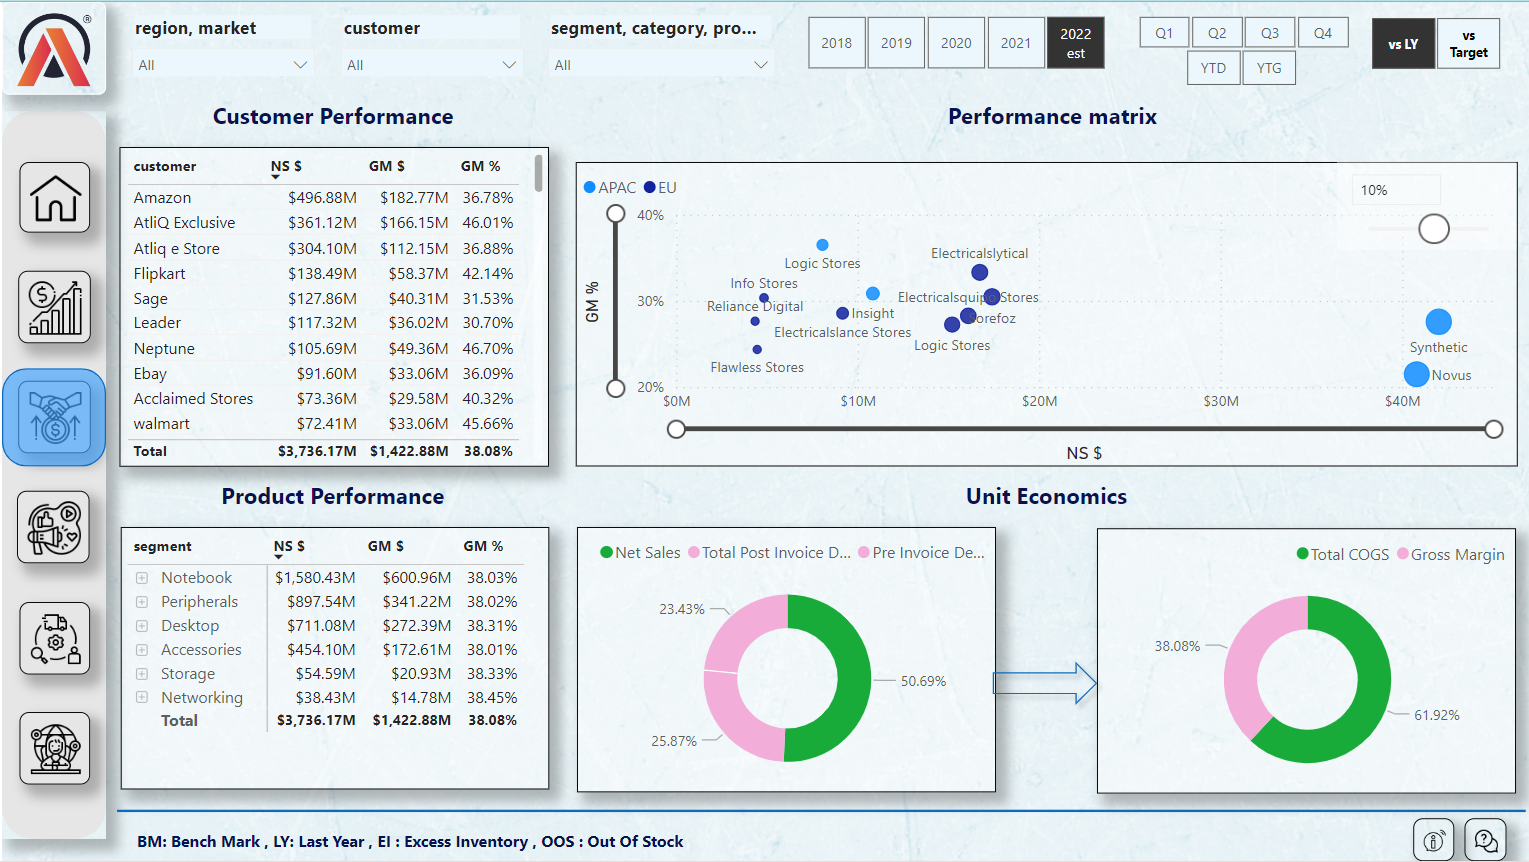 ®
region, market
customer
segment, category, pro...
All
All
All
2018
2019
2020
2021
2022
est
Q1
Q2
Q3
Q4
YTD
YTG
vs LY
vs
Target
Customer Performance
customer NS $ GM $ GM %
Amazon $496.88M $182.77M 36.78%
AtliQ Exclusive $361.12M $166.15M 46.01%
Atliq e Store $304.10M $112.15M 36.88%
Flipkart $138.49M $58.37M 42.14%
Sage $127.86M $40.31M 31.53%
Leader $117.32M $36.02M 30.70%
Neptune $105.69M $49.36M 46.70%
Ebay $91.60M $33.06M 36.09%
Acclaimed Stores $73.36M $29.58M 40.32%
walmart $72.41M $33.06M 45.66%
Total $3,736.17M $1,422.88M 38.08%
Performance matrix
APAC EU
10%
40%
30%
20%
GM %
Electricalslytical
Logic Stores
Info Stores
Electricalsquipo Stores
Reliance Digital
Insight
Sorefoz
Electricalslance Stores
Logic Stores
Synthetic
Flawless Stores
Novus
$0M $10M $20M $30M $40M
NS $
Product Performance
segment NS $ GM $ GM %
Notebook $1,580.43M $600.96M 38.03%
Peripherals $897.54M $341.22M 38.02%
Desktop $711.08M $272.39M 38.31%
Accessories $454.10M $172.61M 38.01%
Storage $54.59M $20.93M 38.33%
Networking $38.43M $14.78M 38.45%
Total $3,736.17M $1,422.88M 38.08%
Unit Economics
Net Sales Total Post Invoice D... Pre Invoice De...
23.43%
50.69%
25.87%
Total COGS Gross Margin
38.08%
61.92%
BM: Bench Mark , LY: Last Year , EI : Excess Inventory , OOS : Out Of Stock